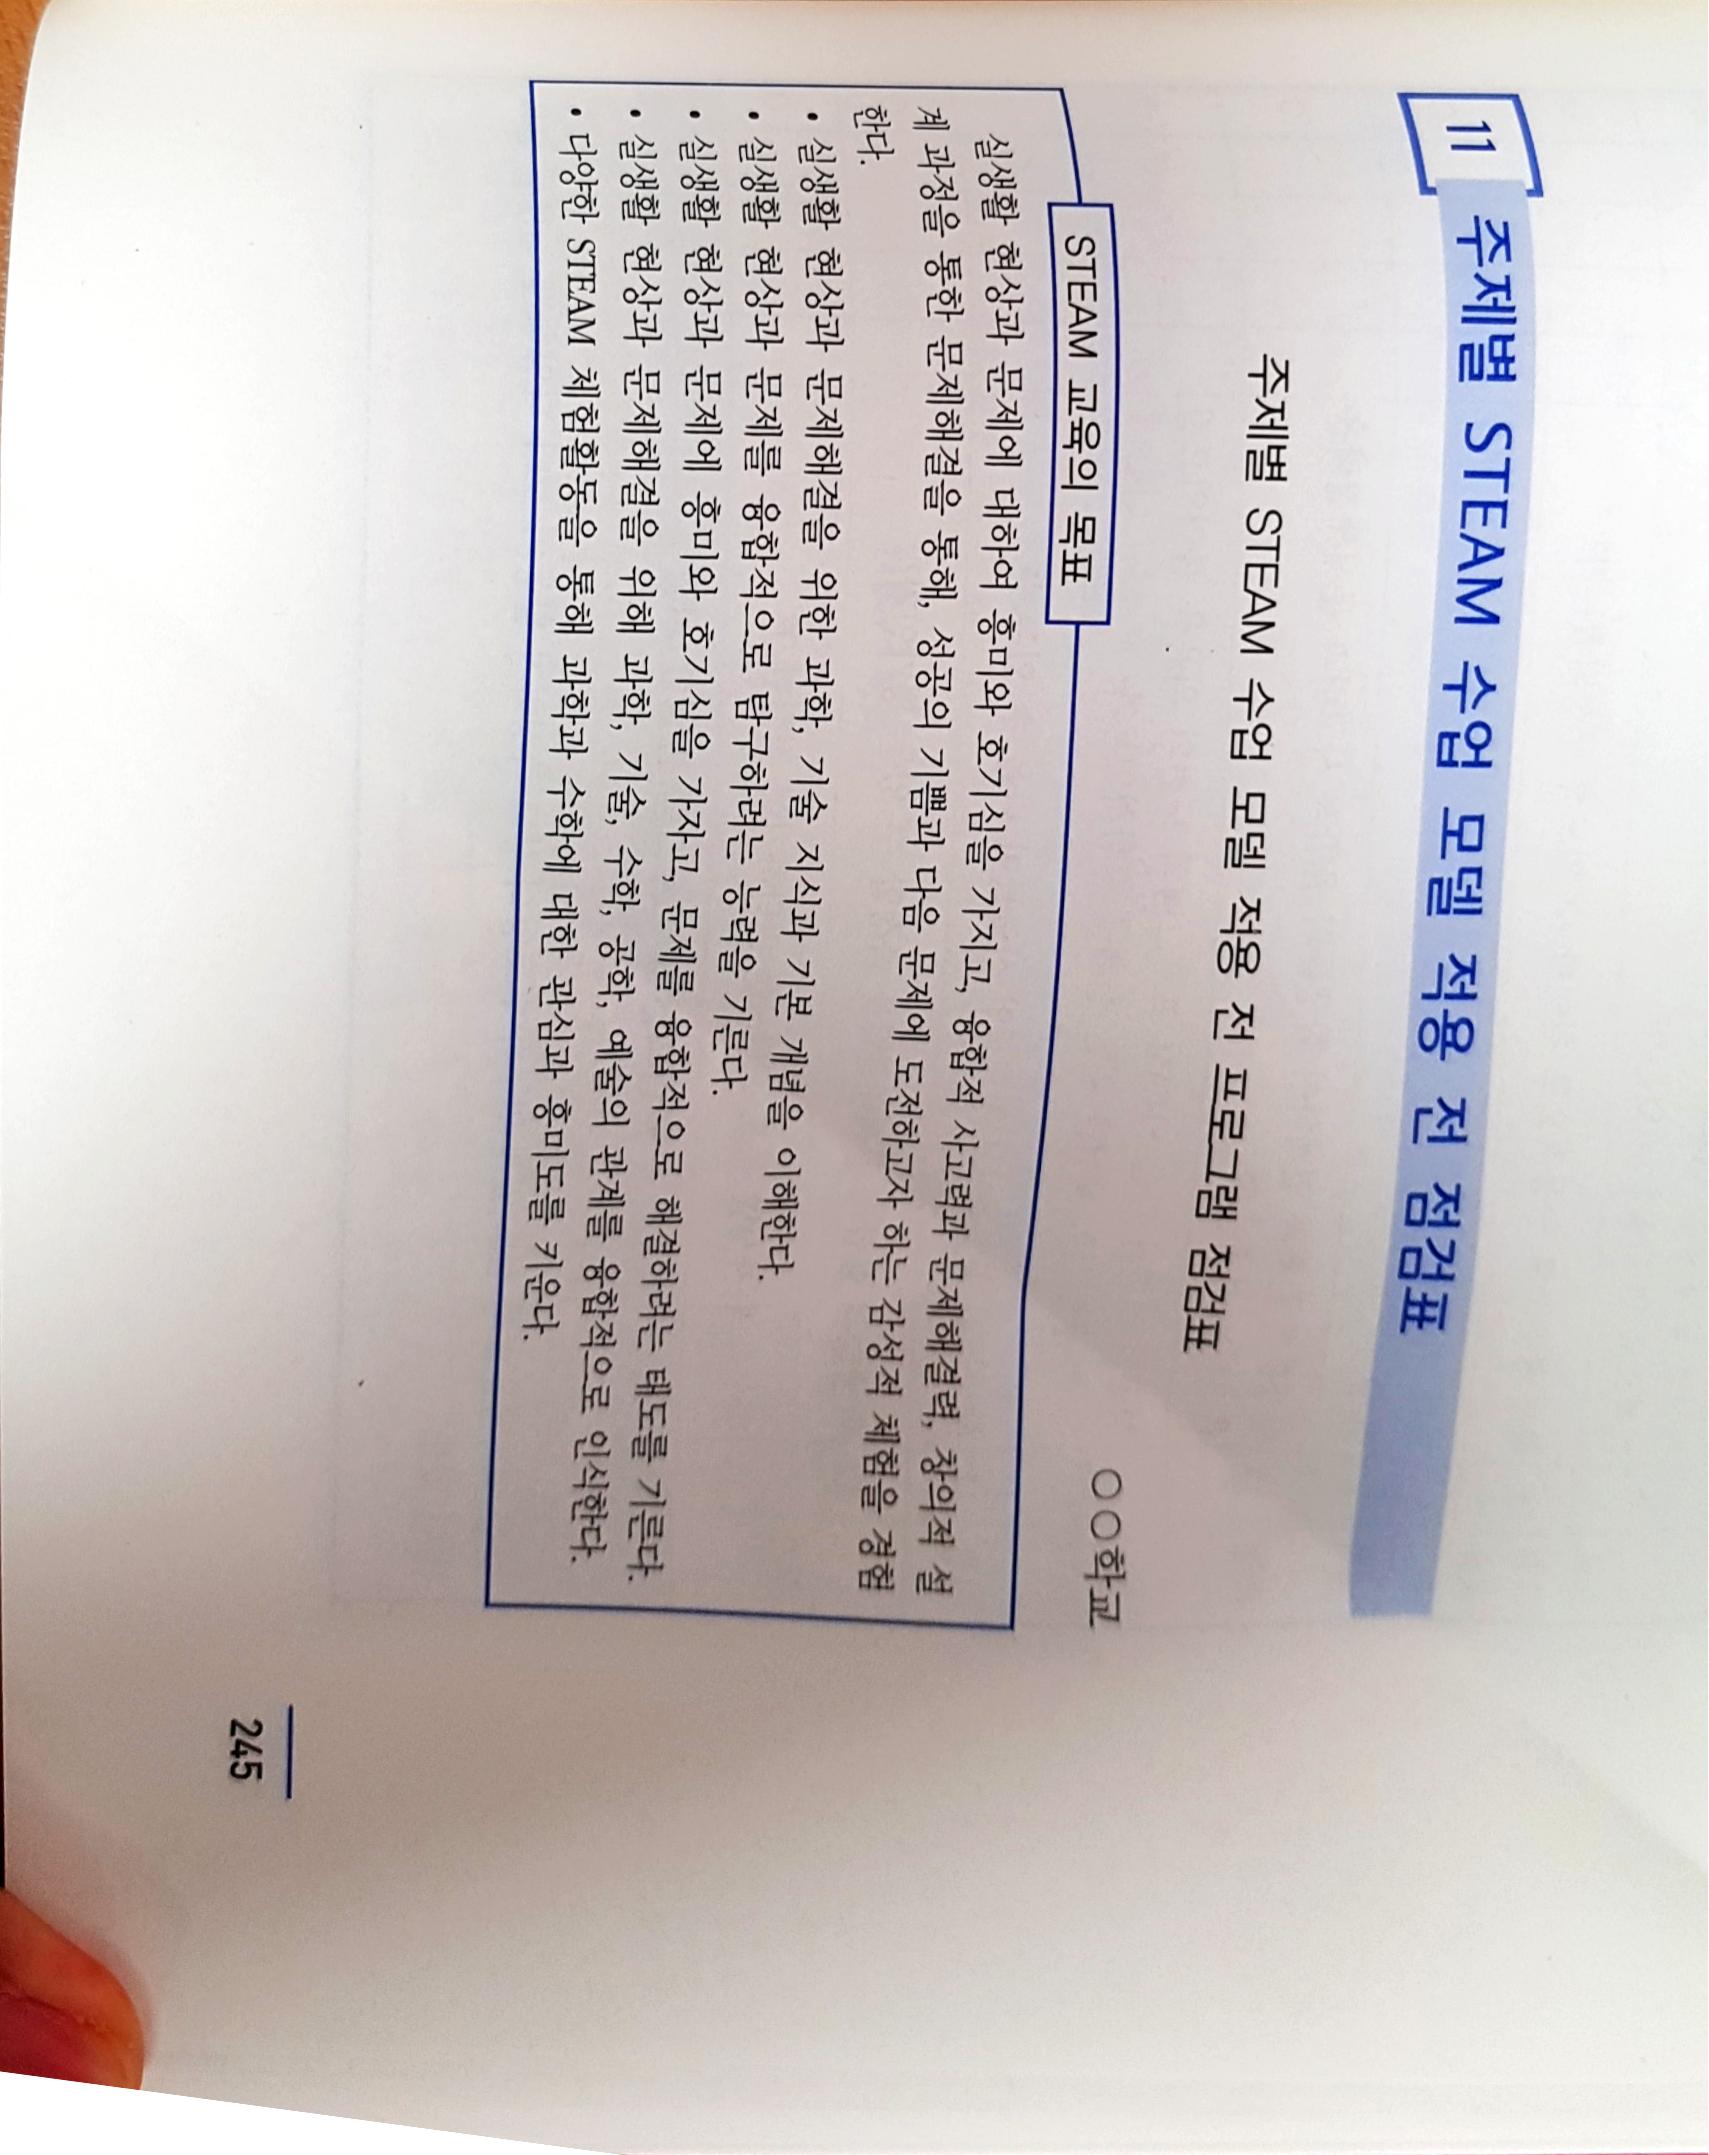 11 주제별 STEAM 수업 모델 적용 전 점검표
주제별 STEAM 수업 모델 적용 전 프로그램 점검표
○○학교
STEAM 교육의 목표
실생활 현상과 문제에 대하여 흥미와 호기심을 가지고, 융합적 사고력과 문제해결력, 창의적 설
계 과정을 통한 문제해결을 통해, 성공의 기쁨과 다음 문제에 도전하고자 하는 감성적 체험을 경험
한다.
• 실생활 현상과 문제해결을 위한 과학, 기술 지식과 기본 개념을 이해한다.
• 실생활 현상과 문제를 융합적으로 탐구하려는 능력을 기른다.
• 실생활 현상과 문제에 흥미와 호기심을 가자고, 문제를 융합적으로 해결하려는 태도를 기른다.
• 실생활 현상과 문제해결을 위해 과학, 기술, 수학, 공학, 예술의 관계를 융합적으로 인식한다.
• 다양한 STEAM 체험활동을 통해 과학과 수학에 대한 관심과 흥미도를 키운다.
245